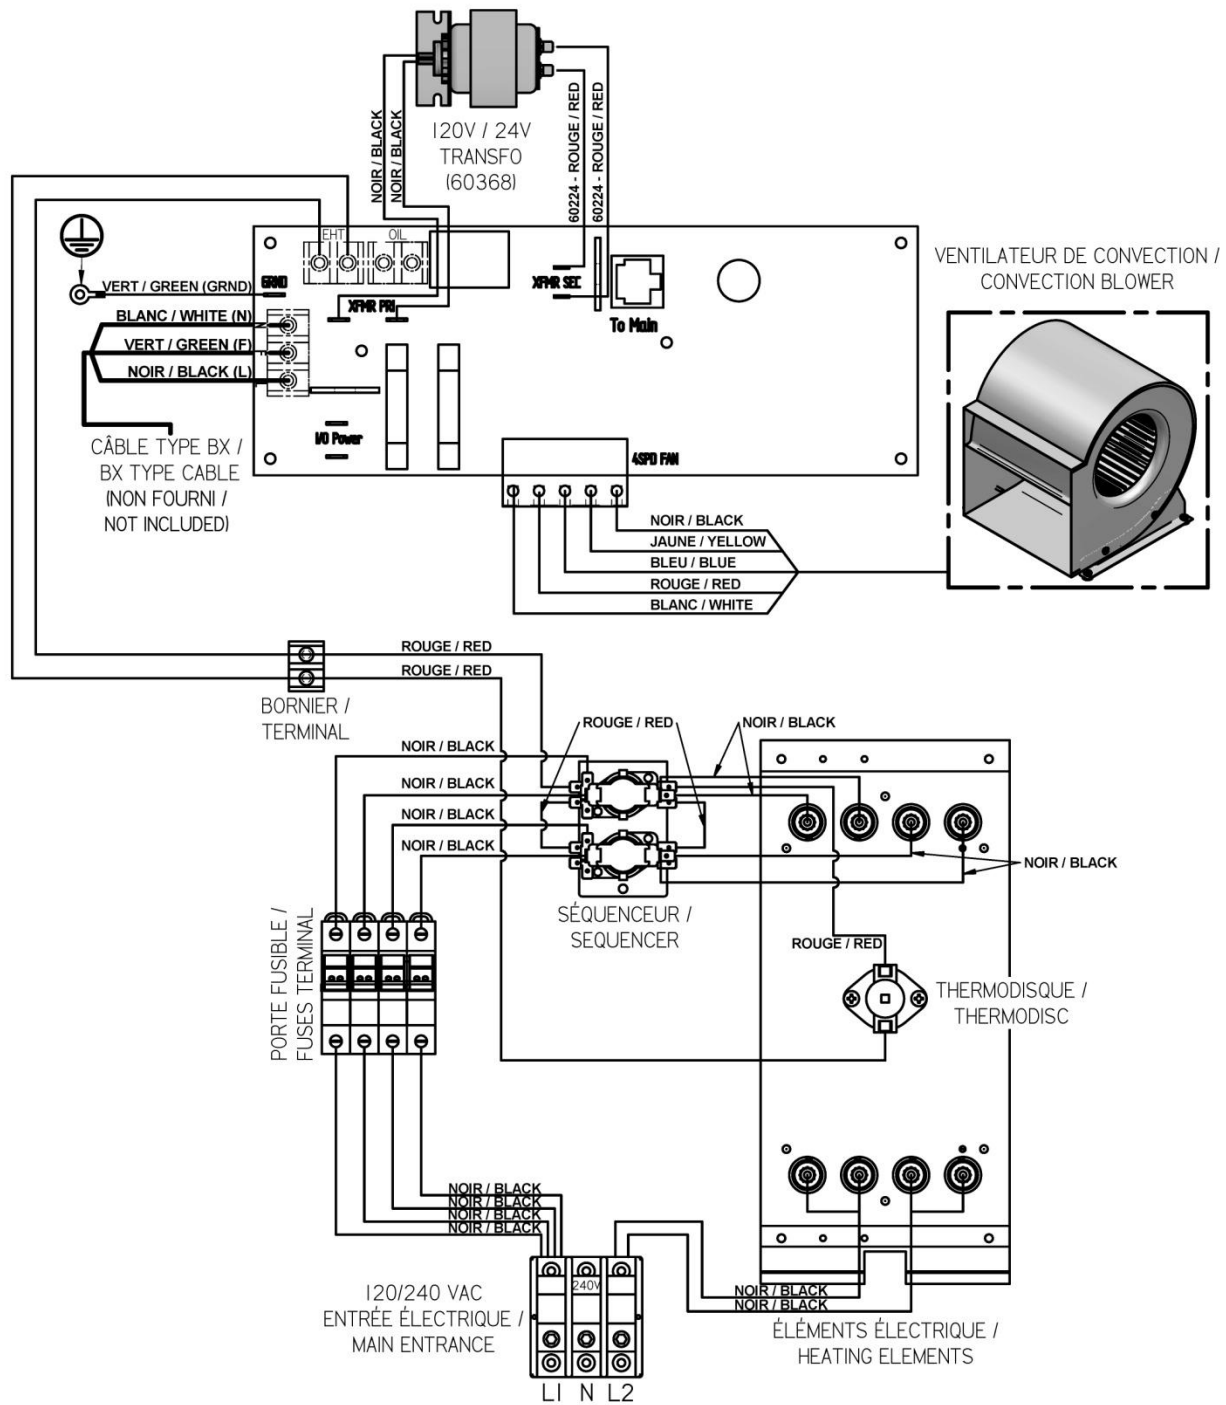 120V / 24V
TRANSFO
(60368)
NOIR / BLACK
NOIR / BLACK
60224 - ROUGE / RED
60224 - ROUGE / RED
EHT
OIL
GRND
XFMR PRI
XFMR SEC
To Main
I/O Power
4SPD FAN
VERT / GREEN (GRND)
BLANC / WHITE (N)
VERT / GREEN (F)
NOIR / BLACK (L)
CÂBLE TYPE BX /
BX TYPE CABLE
(NON FOURNI /
NOT INCLUDED)
VENTILATEUR DE CONVECTION /
CONVECTION BLOWER
NOIR / BLACK
JAUNE / YELLOW
BLEU / BLUE
ROUGE / RED
BLANC / WHITE
ROUGE / RED
ROUGE / RED
BORNIER /
TERMINAL
NOIR / BLACK
NOIR / BLACK
NOIR / BLACK
NOIR / BLACK
ROUGE / RED
NOIR / BLACK
NOIR / BLACK
SÉQUENCEUR /
SEQUENCER
ROUGE / RED
THERMODISQUE /
THERMODISC
PORTE FUSIBLE /
FUSES TERMINAL
NOIR / BLACK
NOIR / BLACK
NOIR / BLACK
NOIR / BLACK
240V
120/240 VAC
ENTRÉE ÉLECTRIQUE /
MAIN ENTRANCE
L1 N L2
NOIR / BLACK
NOIR / BLACK
ÉLÉMENTS ÉLECTRIQUE /
HEATING ELEMENTS